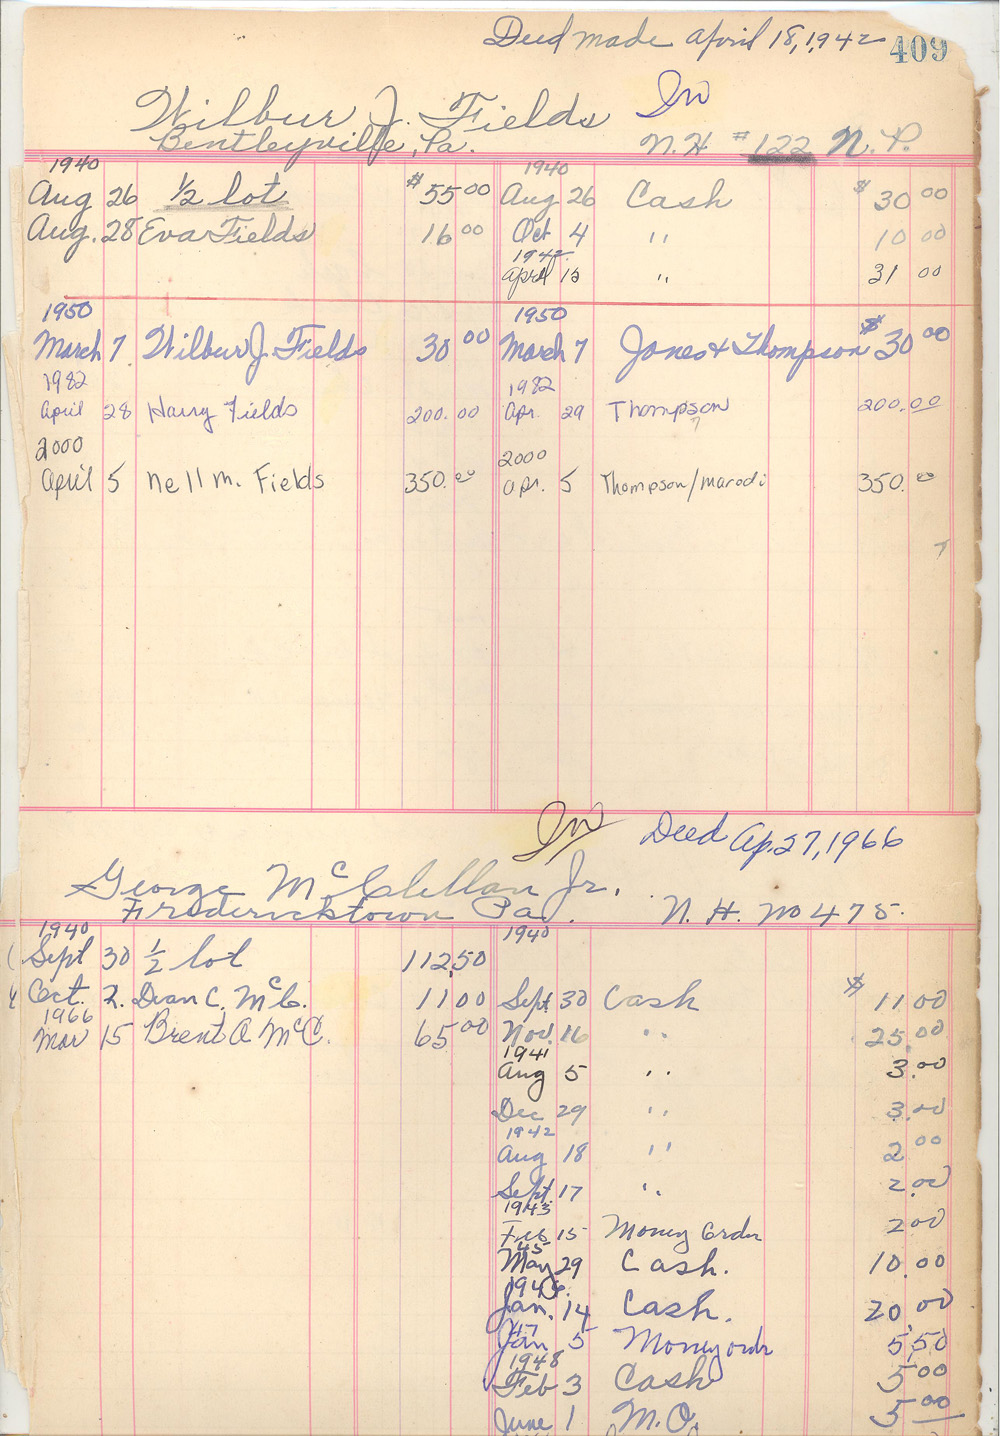 Deed made April 18, 1942 409
Wilbur J. Fields Inv
Bentleyville, Pa. N.H #122 N.P.
1940 1940
Aug 26 1/2 lot $55 00 Aug 26 Cash $30 00
Aug. 28 Eva Fields 16 00 Oct 4 " 10 00
1942
April 18 " 31 00
1950 1950
March 7 Wilbur J. Fields 30 00 March 7 Jones & Thompson $30 00
1982 1982
April 28 Harry Fields 200.00 Apr. 29 Thompson 200.00
2000 2000
April 5 Nell M. Fields 350.00 Apr. 5 Thompson/Marodi 350.00
Inv Deed Ap. 27, 1966
George McClellan Jr.
Fredericktown Pa. N. H. No 475.
1940 1940
Sept 30 1/2 lot 112,50
Oct. 2. Dean C. McC. 11 00 Sept 30 Cash $11 00
1966
Mar 15 Brent A McC. 65 00 Nov. 16 " 25.00
1941
Aug 5 " 3.00
Dec 29 " 3.00
1942
Aug 18 " 2 00
Sept. 17 " 2.00
1943
Feb 15 Money Order 2 00
45
May 29 Cash. 10.00
1946.
Jan. 14 Cash. 20.00
47
Jan 5 Money order 5,50
1948
Feb 3 Cash 5 00
June 1 M.O. 5 00